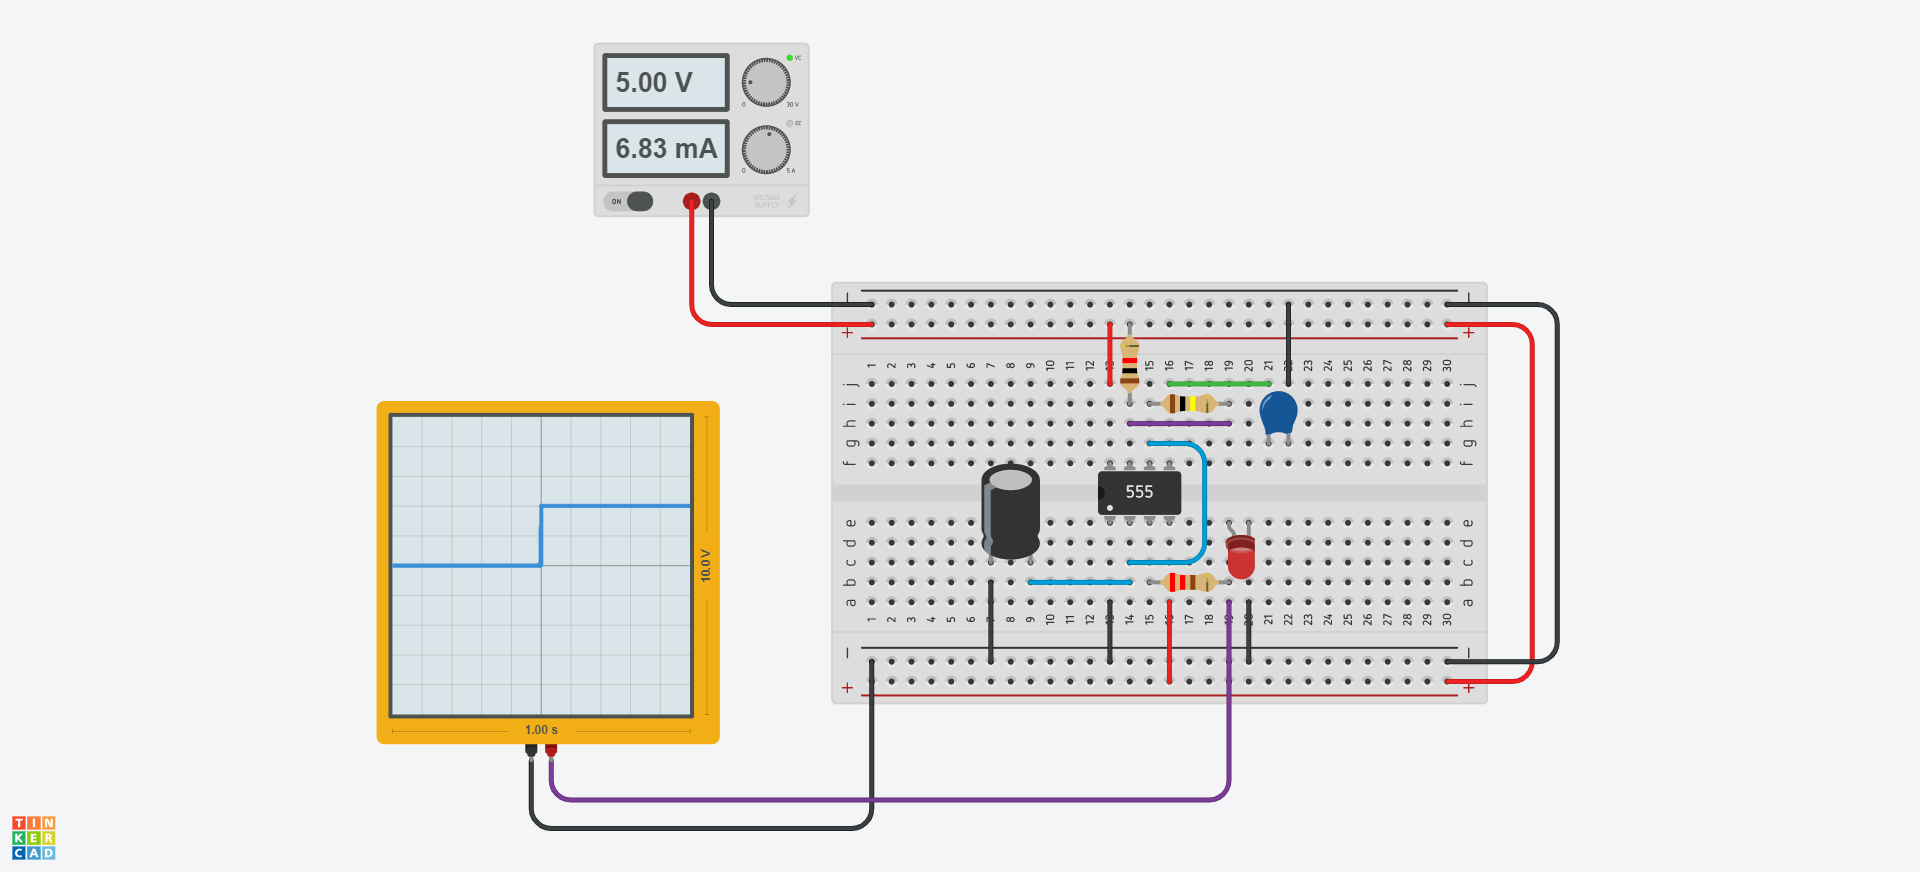 5.00 V
VC
0
30 V
6.83 mA
CC
0
5 A
ON
VOLTAGE
SUPPLY
1 2 3 4 5 6 7 8 9 10 11 12 13 15 16 17 18 19 20 21 22 23 24 25 26 27 28 29 30
j j
i i
h h
g g
f f
555
e e
d d
c c
b b
a a
1 2 3 4 5 6 7 8 9 10 11 12 13 14 15 16 17 18 19 20 21 22 23 24 25 26 27 28 29 30
− −
+ +
10.0 V
1.00 s
TIN
KER
CAD